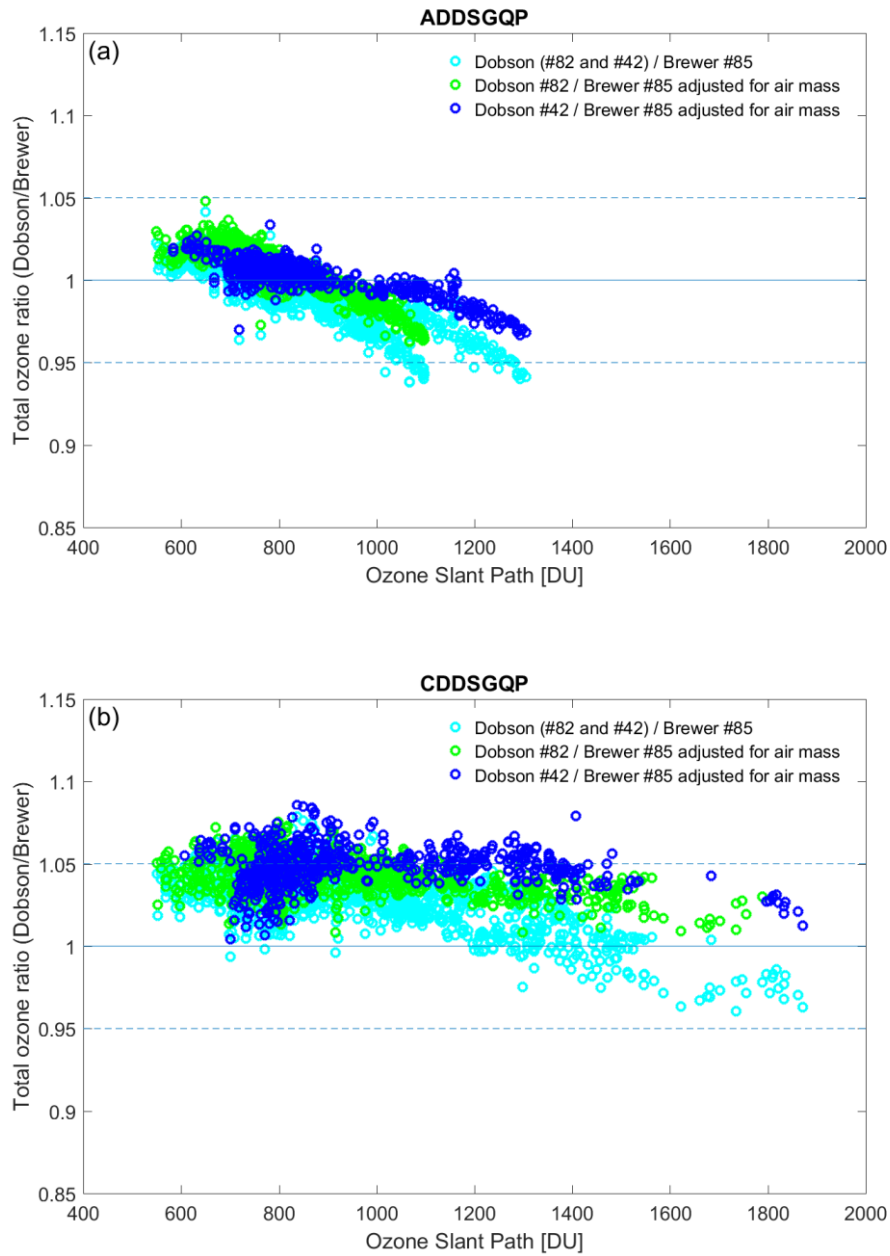 ADDSGQP
(a)
Dobson (#82 and #42) / Brewer #85
Dobson #82 / Brewer #85 adjusted for air mass
Dobson #42 / Brewer #85 adjusted for air mass
Total ozone ratio (Dobson/Brewer)
1.15
1.1
1.05
1
0.95
0.9
0.85
400 600 800 1000 1200 1400 1600 1800 2000
Ozone Slant Path [DU]
CDDSGQP
(b)
Dobson (#82 and #42) / Brewer #85
Dobson #82 / Brewer #85 adjusted for air mass
Dobson #42 / Brewer #85 adjusted for air mass
Total ozone ratio (Dobson/Brewer)
1.15
1.1
1.05
1
0.95
0.9
0.85
400 600 800 1000 1200 1400 1600 1800 2000
Ozone Slant Path [DU]